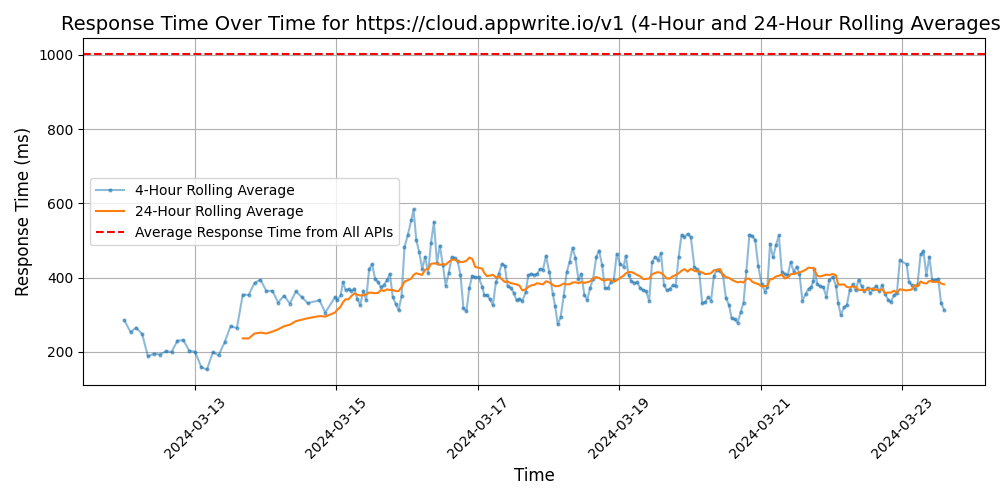 Response Time Over Time for https://cloud.appwrite.io/v1 (4-Hour and 24-Hour Rolling Averages
Response Time (ms)
1000
800
600
400
200
4-Hour Rolling Average
24-Hour Rolling Average
Average Response Time from All APIs
2024-03-13
2024-03-15
2024-03-17
2024-03-19
2024-03-21
2024-03-23
Time